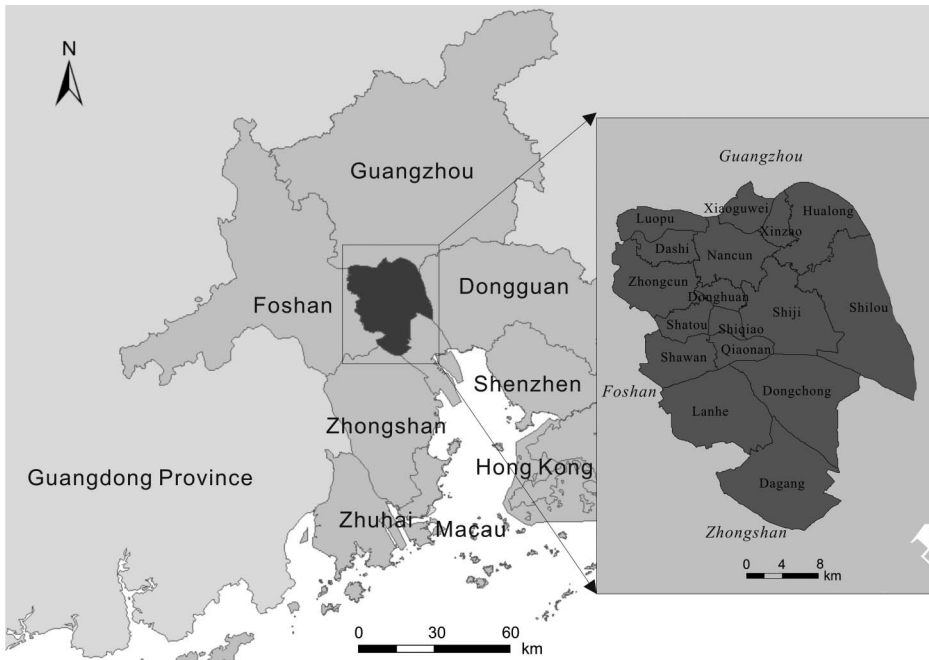 N
Guangzhou
Foshan
Dongguan
Shenzhen
Zhongshan
Hong Kong
Guangdong Province
Zhuhai
Macau
0 30 60
km
Guangzhou
Xiaoguwei
Hualong
Luopu
Xinzao
Dashi
Nancun
Zhongcun
Donghuan
Shiji
Shilou
Shatou
Shiqiao
Qiaonan
Shawan
Foshan
Dongchong
Lanhe
Dagang
Zhongshan
0 4 8
km